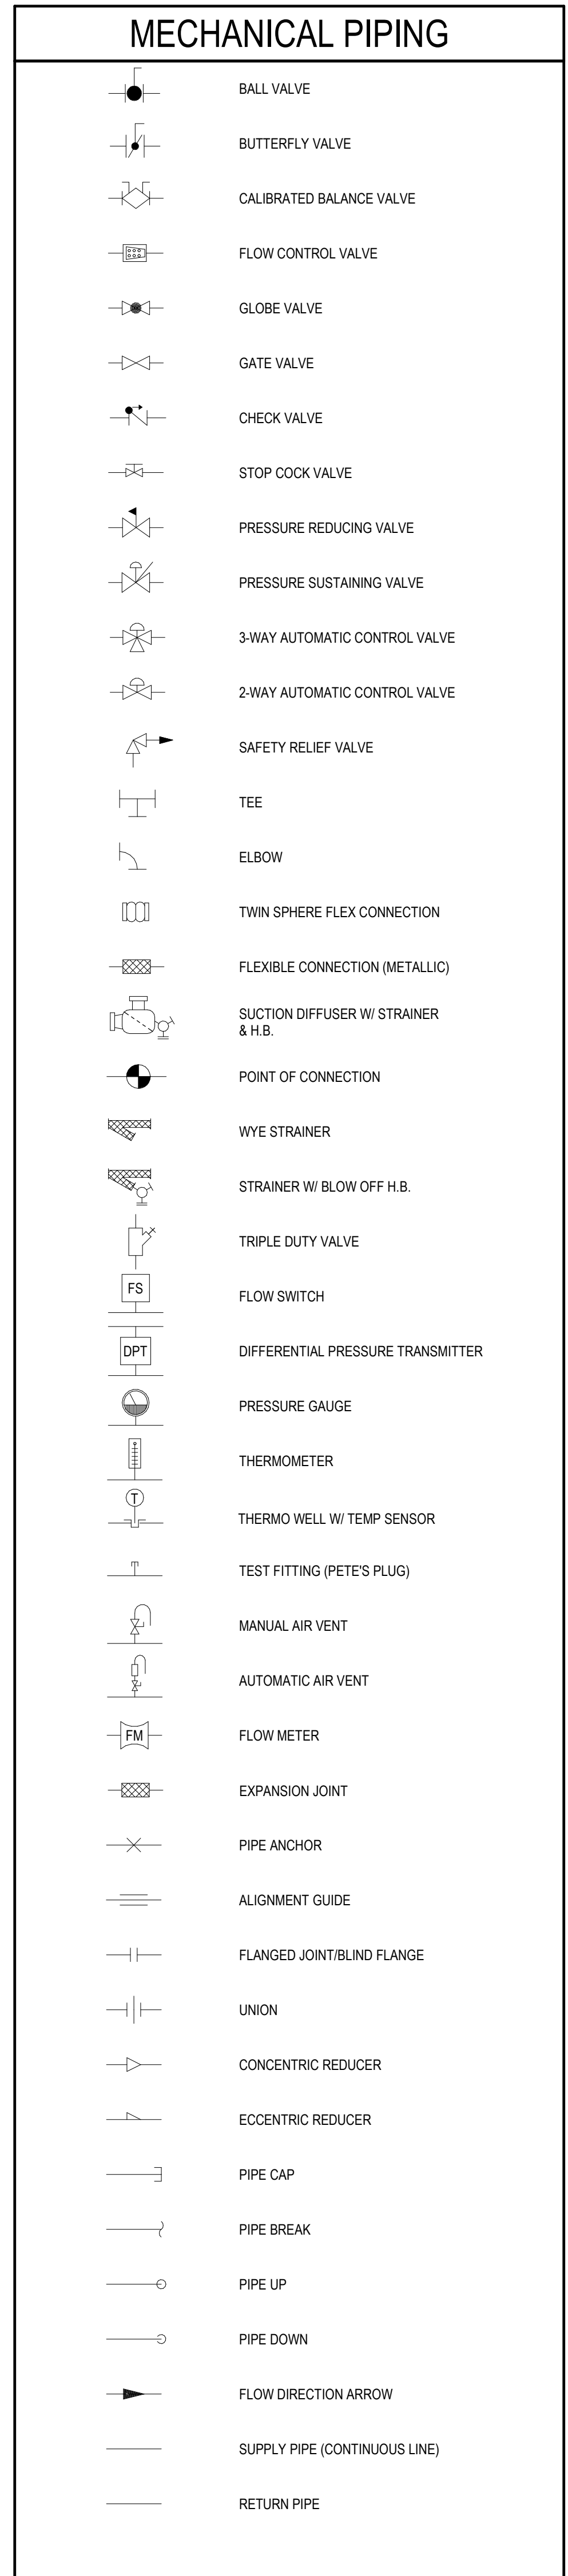 MECHANICAL PIPING
BALL VALVE
BUTTERFLY VALVE
CALIBRATED BALANCE VALVE
FLOW CONTROL VALVE
GLOBE VALVE
GATE VALVE
CHECK VALVE
STOP COCK VALVE
PRESSURE REDUCING VALVE
PRESSURE SUSTAINING VALVE
3-WAY AUTOMATIC CONTROL VALVE
2-WAY AUTOMATIC CONTROL VALVE
SAFETY RELIEF VALVE
TEE
ELBOW
TWIN SPHERE FLEX CONNECTION
FLEXIBLE CONNECTION (METALLIC)
SUCTION DIFFUSER W/ STRAINER
& H.B.
POINT OF CONNECTION
WYE STRAINER
STRAINER W/ BLOW OFF H.B.
TRIPLE DUTY VALVE
FS FLOW SWITCH
DPT DIFFERENTIAL PRESSURE TRANSMITTER
PRESSURE GAUGE
THERMOMETER
T THERMO WELL W/ TEMP SENSOR
TEST FITTING (PETE'S PLUG)
MANUAL AIR VENT
AUTOMATIC AIR VENT
FM FLOW METER
EXPANSION JOINT
PIPE ANCHOR
ALIGNMENT GUIDE
FLANGED JOINT/BLIND FLANGE
UNION
CONCENTRIC REDUCER
ECCENTRIC REDUCER
PIPE CAP
PIPE BREAK
PIPE UP
PIPE DOWN
FLOW DIRECTION ARROW
SUPPLY PIPE (CONTINUOUS LINE)
RETURN PIPE